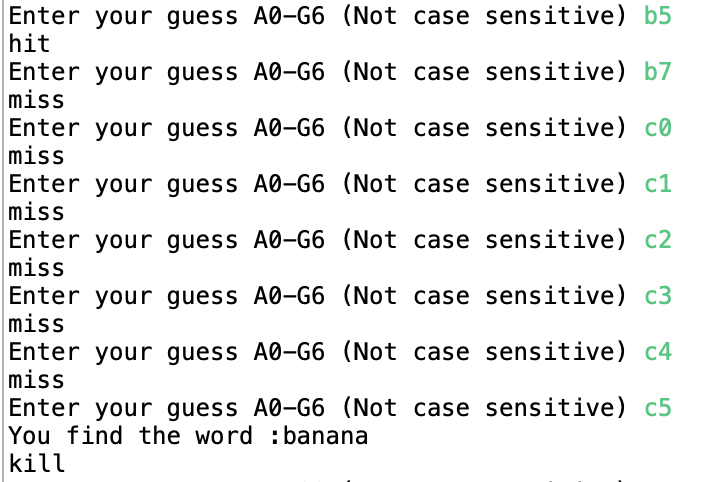 Enter your guess A0–G6 (Not case sensitive) b5
hit
Enter your guess A0–G6 (Not case sensitive) b7
miss
Enter your guess A0–G6 (Not case sensitive) c0
miss
Enter your guess A0–G6 (Not case sensitive) c1
miss
Enter your guess A0–G6 (Not case sensitive) c2
miss
Enter your guess A0–G6 (Not case sensitive) c3
miss
Enter your guess A0–G6 (Not case sensitive) c4
miss
Enter your guess A0–G6 (Not case sensitive) c5
You find the word :banana
kill